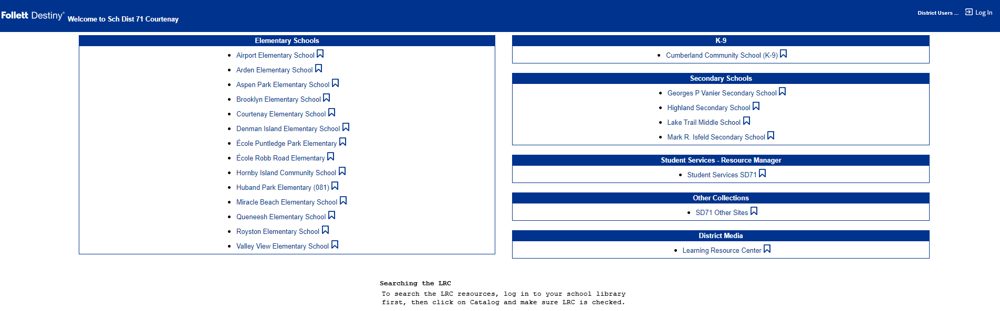 Follett Destiny®
Welcome to Sch Dist 71 Courtenay
District Users ...
Log In
Elementary Schools
Airport Elementary School
Arden Elementary School
Aspen Park Elementary School
Brooklyn Elementary School
Courtenay Elementary School
Denman Island Elementary School
École Puntledge Park Elementary
École Robb Road Elementary
Hornby Island Community School
Huband Park Elementary (081)
Miracle Beach Elementary School
Queneesh Elementary School
Royston Elementary School
Valley View Elementary School
K-9
Cumberland Community School (K-9)
Secondary Schools
Georges P Vanier Secondary School
Highland Secondary School
Lake Trail Middle School
Mark R. Isfeld Secondary School
Student Services - Resource Manager
Student Services SD71
Other Collections
SD71 Other Sites
District Media
Learning Resource Center
Searching the LRC
To search the LRC resources, log in to your school library
first, then click on Catalog and make sure LRC is checked.